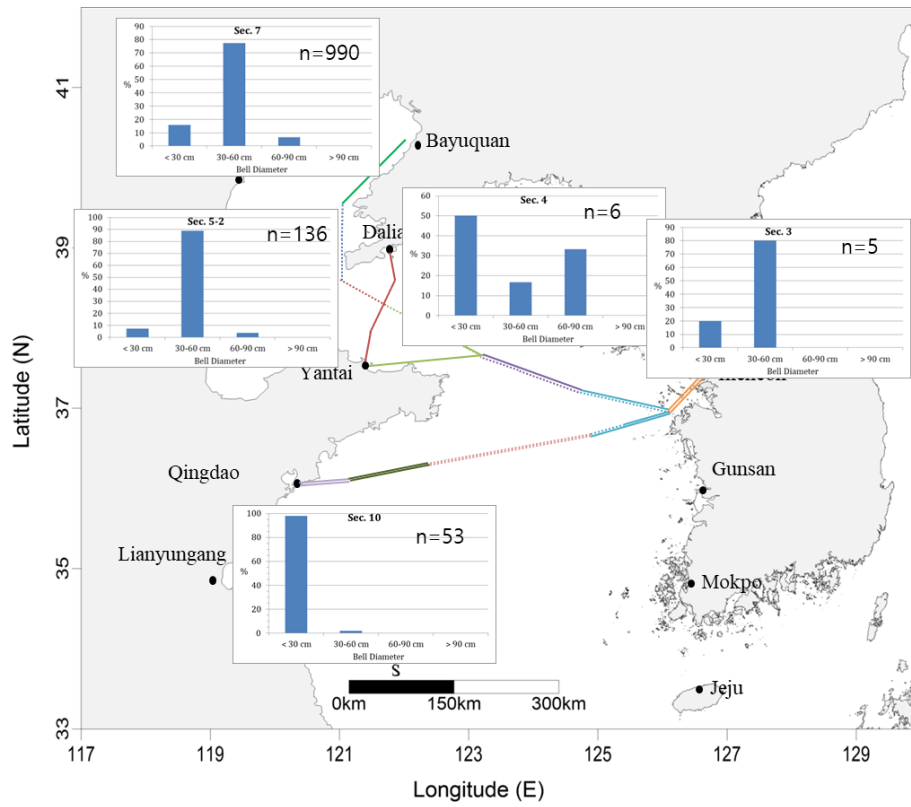 Sec. 7
n=990
90
80
70
60
50
40
30
20
10
0
%
< 30 cm 30-60 cm 60-90 cm > 90 cm
Bell Diameter
Bayuquan
Sec. 5-2
n=136
100
90
80
70
60
50
40
30
20
10
0
%
< 30 cm 30-60 cm 60-90 cm > 90 cm
Bell Diameter
Dalia
Sec. 4
n=6
60
50
40
30
20
10
0
%
< 30 cm 30-60 cm 60-90 cm > 90 cm
Bell Diameter
Sec. 3
n=5
90
80
70
60
50
40
30
20
10
0
%
< 30 cm 30-60 cm 60-90 cm > 90 cm
Bell Diameter
Yantai
Qingdao
Gunsan
Lianyungang
Sec. 10
n=53
100
80
60
40
20
0
%
< 30 cm 30-60 cm 60-90 cm > 90 cm
Bell Diameter
Mokpo
Jeju
S
0km 150km 300km
41
39
37
35
33
Latitude (N)
117 119 121 123 125 127 129
Longitude (E)